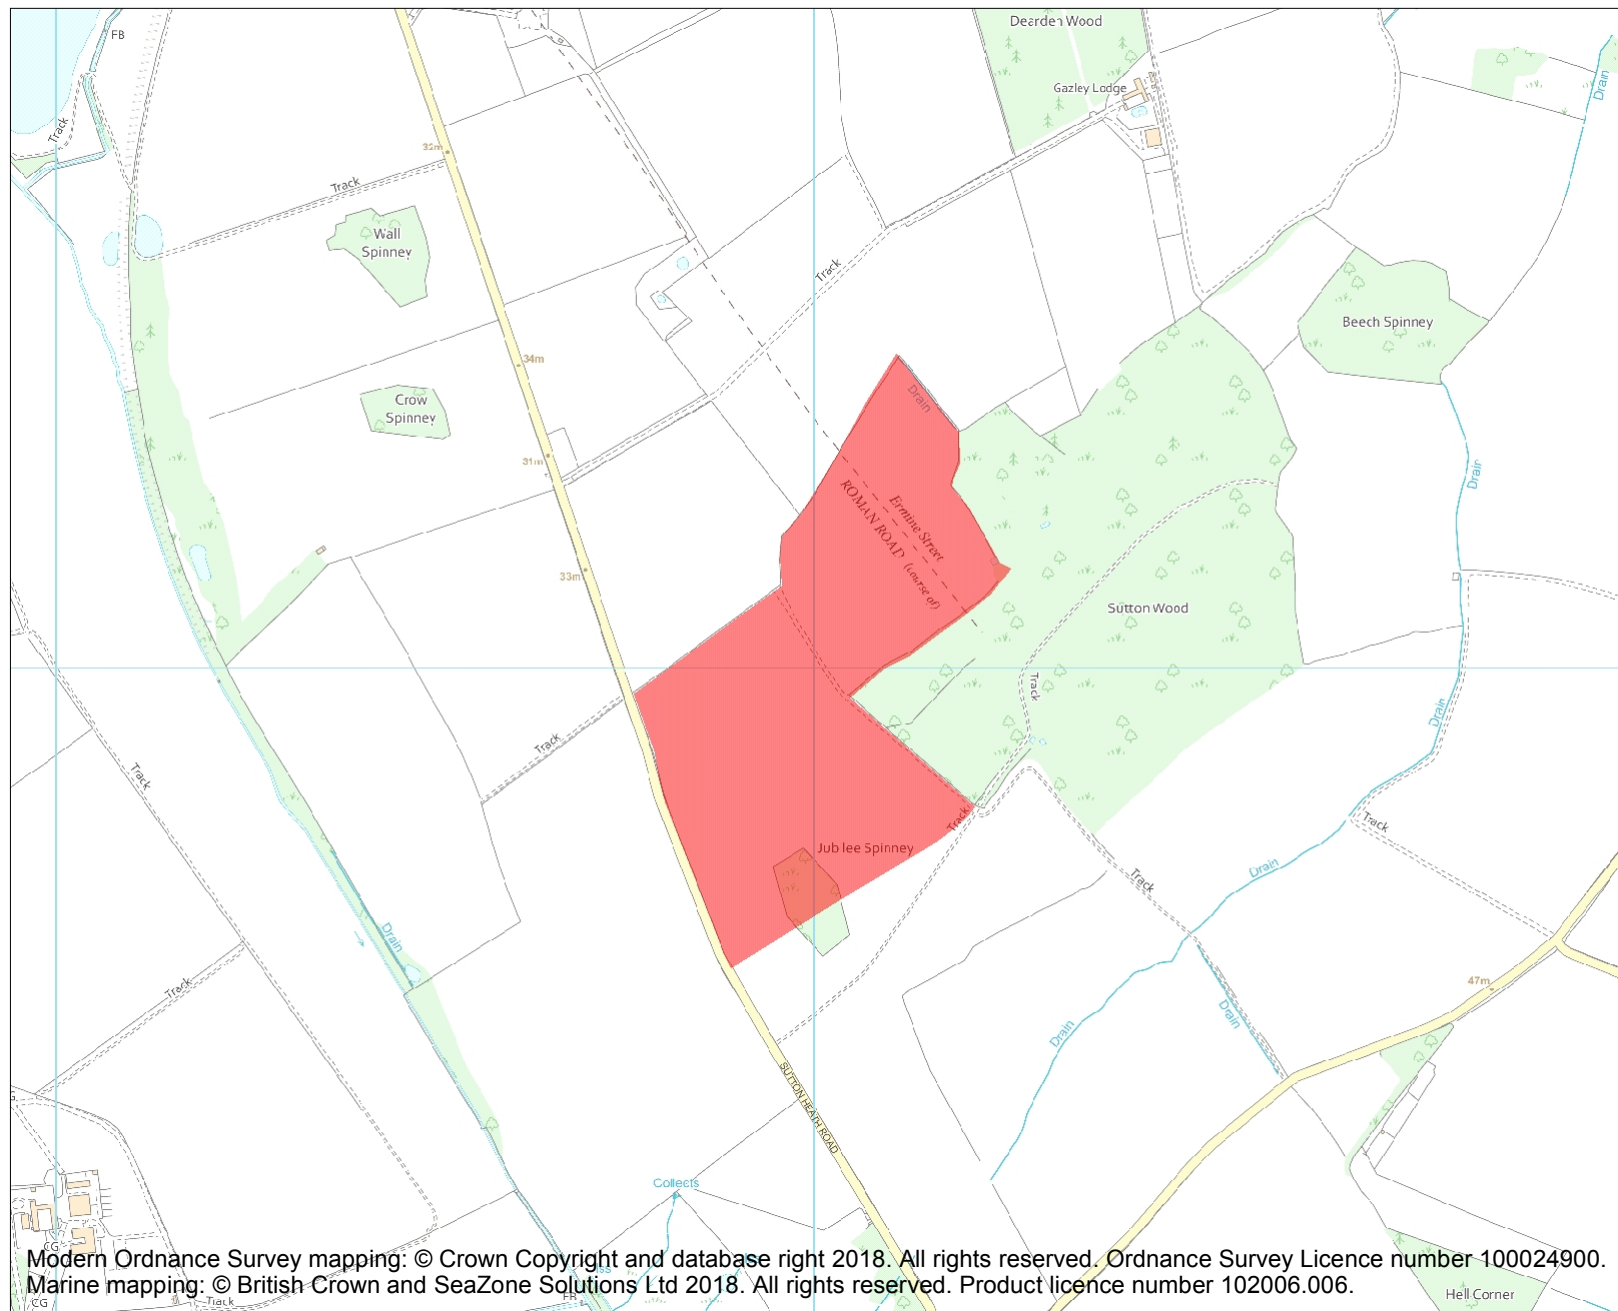 Dearden Wood
FB
Gazley Lodge
Drain
Track
32m
Track
Wall
Spinney
Track
Beech Spinney
34m
Crow
Spinney
Drain
31m
Drain
Ermine Street
ROMAN ROAD (course of)
33m
Sutton Wood
Track
Drain
Track
Track
Track
Track
Jubilee Spinney
Drain
Track
Drain
Track
47m
Drain
Drain
SUTTON HEATH ROAD
Collects
CG
Modern Ordnance Survey mapping: © Crown Copyright and database right 2018. All rights reserved. Ordnance Survey Licence number 100024900.
Marine mapping: © British Crown and SeaZone Solutions Ltd 2018. All rights reserved. Product licence number 102006.006.
Hell Corner
CG
Track
FB